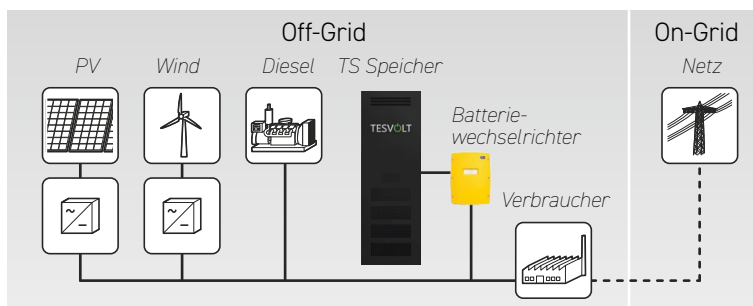 Off-Grid
On-Grid
PV
Wind
Diesel
TS Speicher
Netz
TESVOLT
Batterie-
wechselrichter
Verbraucher